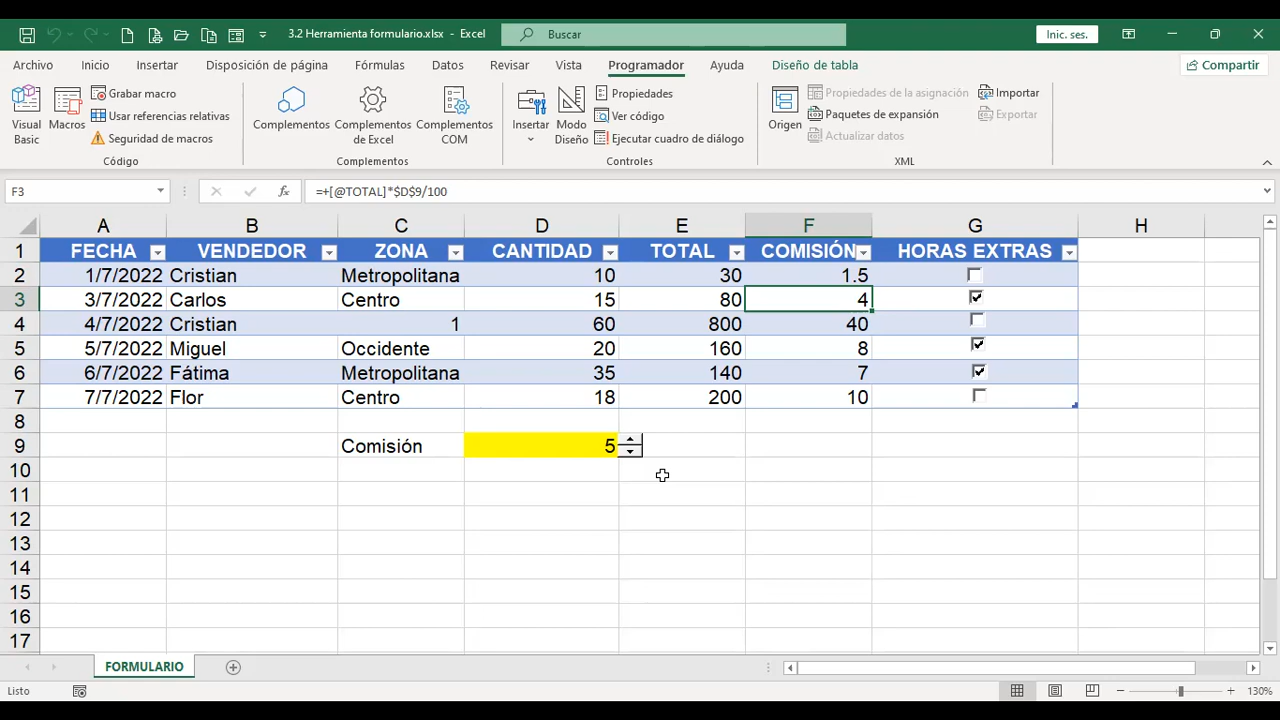 3.2 Herramienta formulario.xlsx - Excel
Buscar
Inic. ses.
Archivo Inicio Insertar Disposición de página Fórmulas Datos Revisar Vista Programador Ayuda Diseño de tabla Compartir
Visual Basic
Macros
Grabar macro
Usar referencias relativas
Seguridad de macros
Código
Complementos
Complementos de Excel
Complementos COM
Complementos
Insertar
Modo Diseño
Propiedades
Ver código
Ejecutar cuadro de diálogo
Controles
Origen
Propiedades de la asignación
Paquetes de expansión
Actualizar datos
Importar
Exportar
XML
F3 fx =+[@TOTAL]*$D$9/100
A B C D E F G H
1 FECHA VENDEDOR ZONA CANTIDAD TOTAL COMISIÓN HORAS EXTRAS
2 1/7/2022 Cristian Metropolitana 10 30 1.5
3 3/7/2022 Carlos Centro 15 80 4
4 4/7/2022 Cristian 1 60 800 40
5 5/7/2022 Miguel Occidente 20 160 8
6 6/7/2022 Fátima Metropolitana 35 140 7
7 7/7/2022 Flor Centro 18 200 10
8
9 Comisión 5
10
11
12
13
14
15
16
17
FORMULARIO
Listo 130%